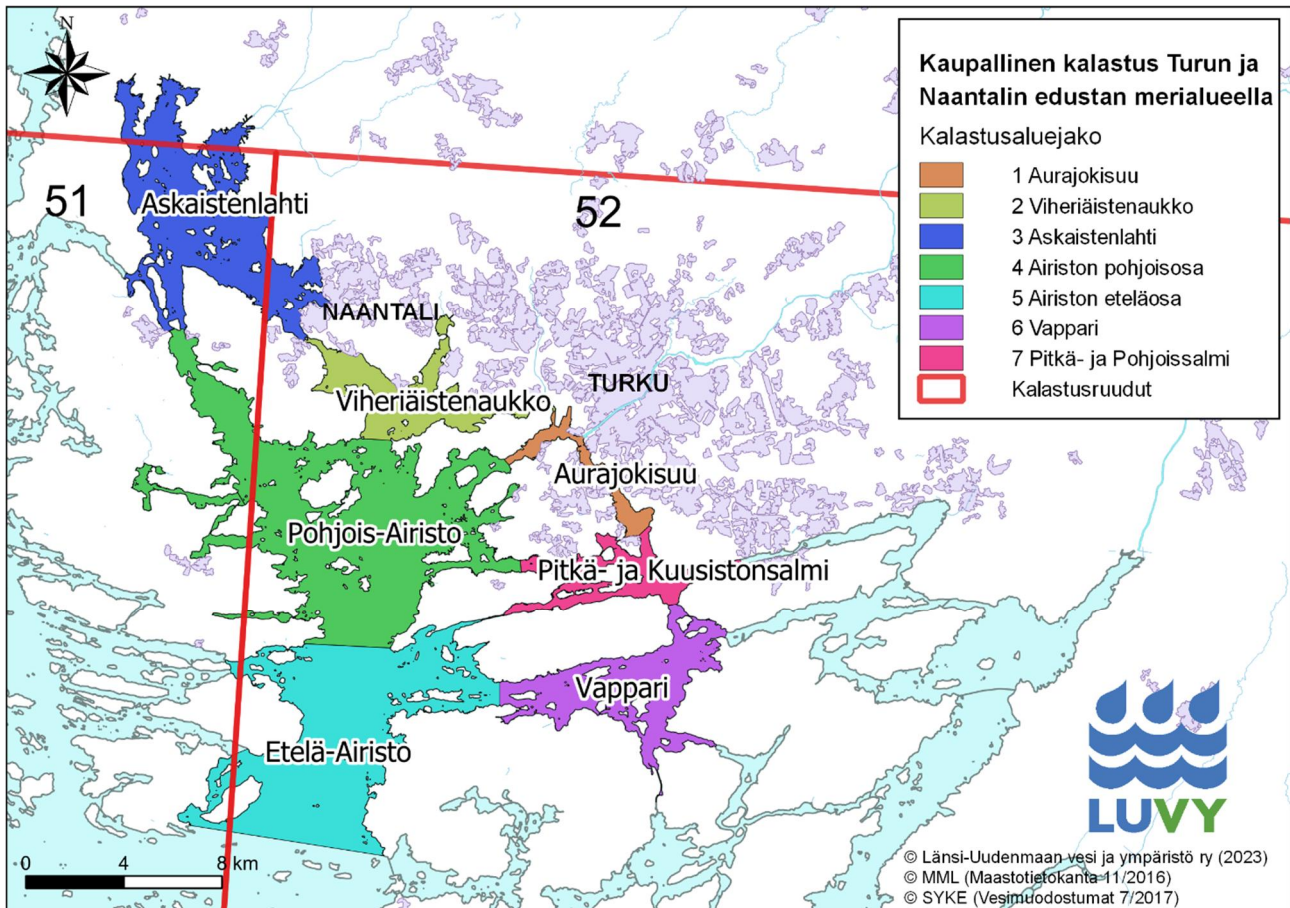 N
Kaupallinen kalastus Turun ja
Naantalin edustan merialueella
Kalastusaluejako
1 Aurajokisuu
2 Viheriäistenaukko
3 Askaistenlahti
4 Airiston pohjoisosa
5 Airiston eteläosa
6 Vappari
7 Pitkä- ja Pohjoissalmi
Kalastusruudut
51
Askaistenlahti
52
NAANTALI
TURKU
Viheriäistenaukko
Aurajokisuu
Pohjois-Airisto
Pitkä- ja Kuusistonsalmi
Vappari
Etelä-Airisto
LUVY
0 4 8 km
© Länsi-Uudenmaan vesi ja ympäristö ry (2023)
© MML (Maastotietokanta 11/2016)
© SYKE (Vesimuodostumat 7/2017)